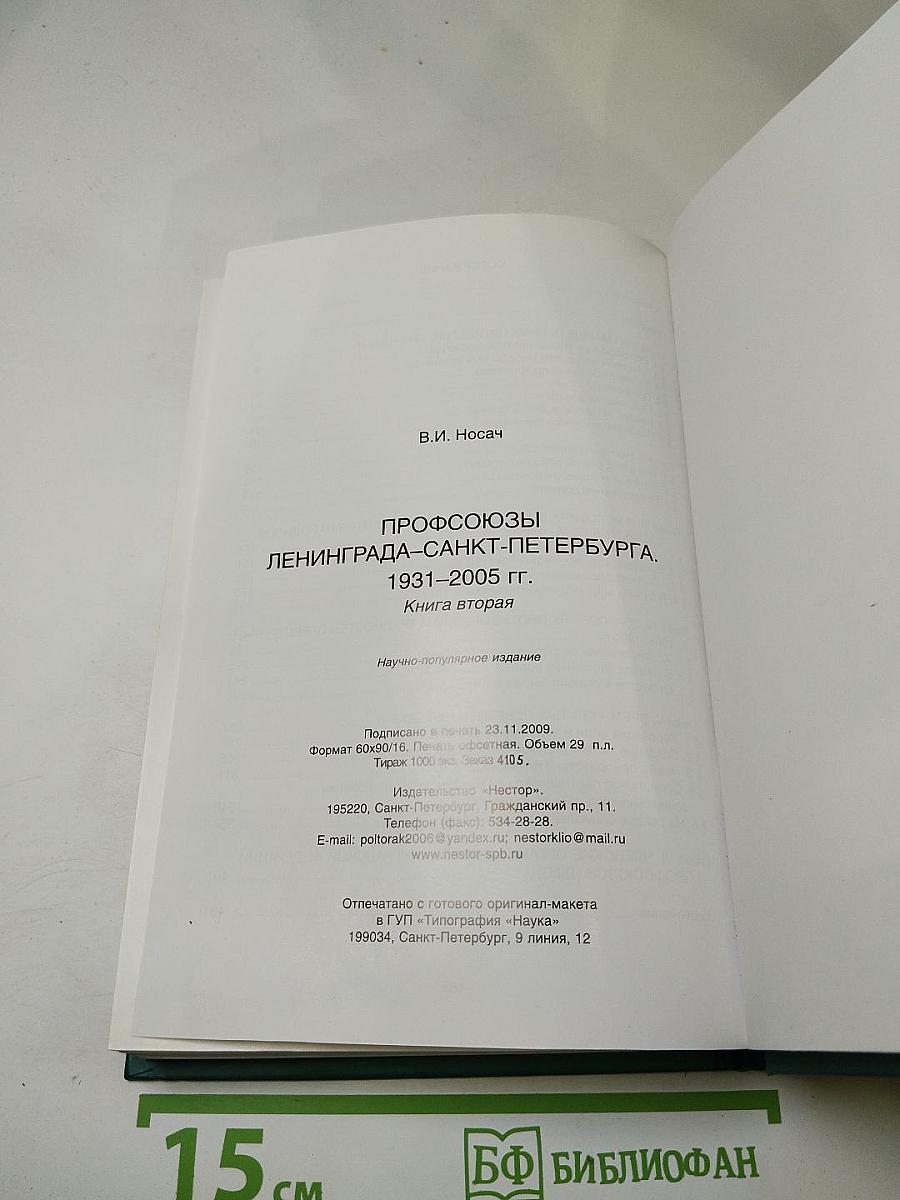 В.И. Носач
ПРОФСОЮЗЫ
ЛЕНИНГРАДА–САНКТ-ПЕТЕРБУРГА.
1931–2005 гг.
Книга вторая
Научно-популярное издание
Подписано в печать 23.11.2009.
Формат 60x90/16. Печать офсетная. Объем 29 п.л.
Тираж 1000 экз. Заказ 4105.
Издательство «Нестор».
195220, Санкт-Петербург, Гражданский пр., 11.
Телефон (факс): 534-28-28.
E-mail: poltorak2006@yandex.ru; nestorklio@mail.ru
www.nestor-spb.ru
Отпечатано с готового оригинал-макета
в ГУП «Типография «Наука»
199034, Санкт-Петербург, 9 линия, 12
15 см
БФ БИБЛИОФАН